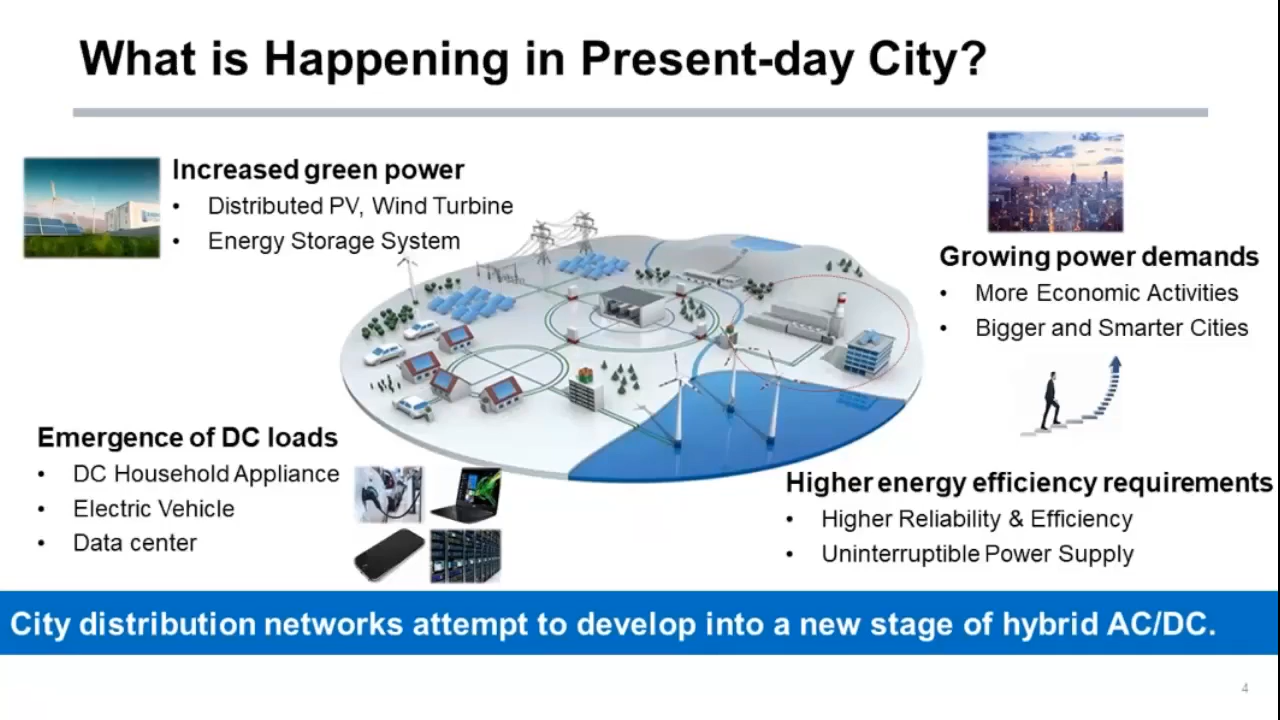 What is Happening in Present-day City?
Increased green power
• Distributed PV, Wind Turbine
• Energy Storage System
Growing power demands
• More Economic Activities
• Bigger and Smarter Cities
Emergence of DC loads
• DC Household Appliance
• Electric Vehicle
• Data center
Higher energy efficiency requirements
• Higher Reliability & Efficiency
• Uninterruptible Power Supply
City distribution networks attempt to develop into a new stage of hybrid AC/DC.
4